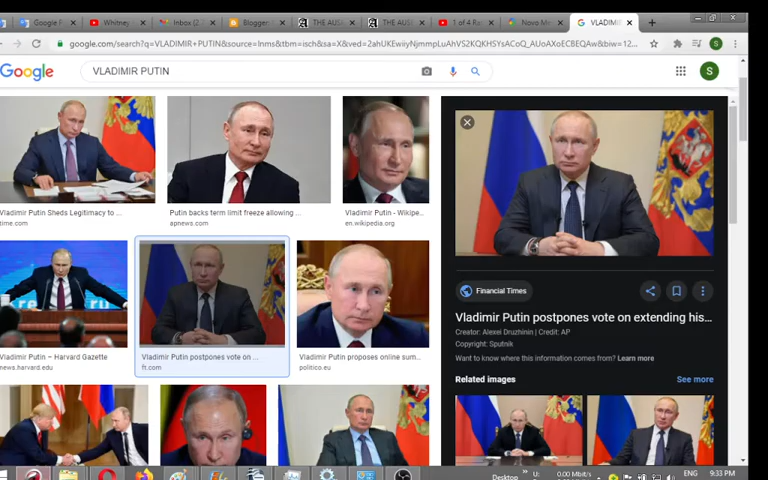 Google P
Whitney
Inbox (2,
Blogger:
THE AUS
THE AUS
1 of 4 Ra
Nova Me
VLADIMIR
google.com/search?q=VLADIMIR+PUTIN&source=lnms&tbm=isch&sa=X&ved=2ahUKEwiiyNjmmpLuAhVS2KQKHSYsACoQ_AUoAXoECBEQAw&biw=12...
S
Google
VLADIMIR PUTIN
S
Vladimir Putin Sheds Legitimacy to ...
time.com
Putin backs term limit freeze allowing ...
apnews.com
Vladimir Putin - Wikipe...
en.wikipedia.org
Vladimir Putin – Harvard Gazette
news.harvard.edu
Vladimir Putin postpones vote on ...
ft.com
Vladimir Putin proposes online sum...
politico.eu
Financial Times
Vladimir Putin postpones vote on extending his...
Creator: Alexei Druzhinin | Credit: AP
Copyright: Sputnik
Want to know where this information comes from? Learn more
Related images
See more
Desktop
U:
D:
0.00 Mbit/s
ENG
9:33 PM